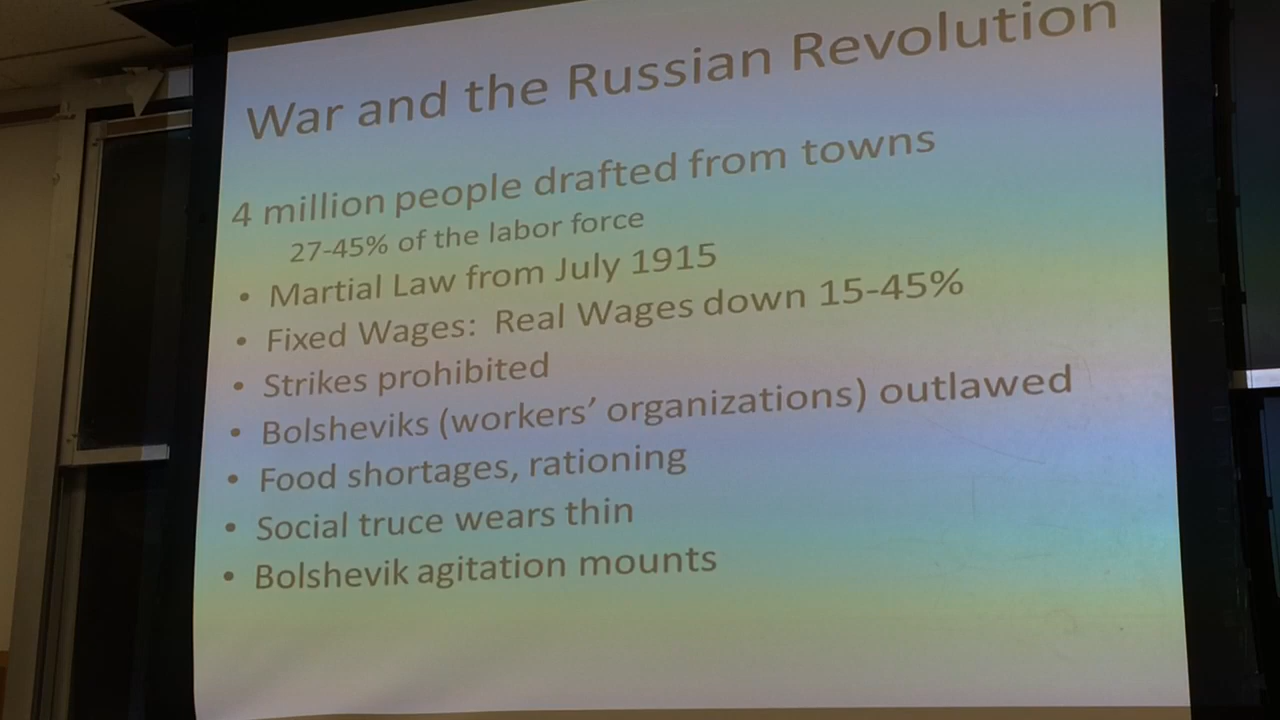 War and the Russian Revolution
4 million people drafted from towns
27-45% of the labor force
• Martial Law from July 1915
• Fixed Wages: Real Wages down 15-45%
• Strikes prohibited
• Bolsheviks (workers’ organizations) outlawed
• Food shortages, rationing
• Social truce wears thin
• Bolshevik agitation mounts